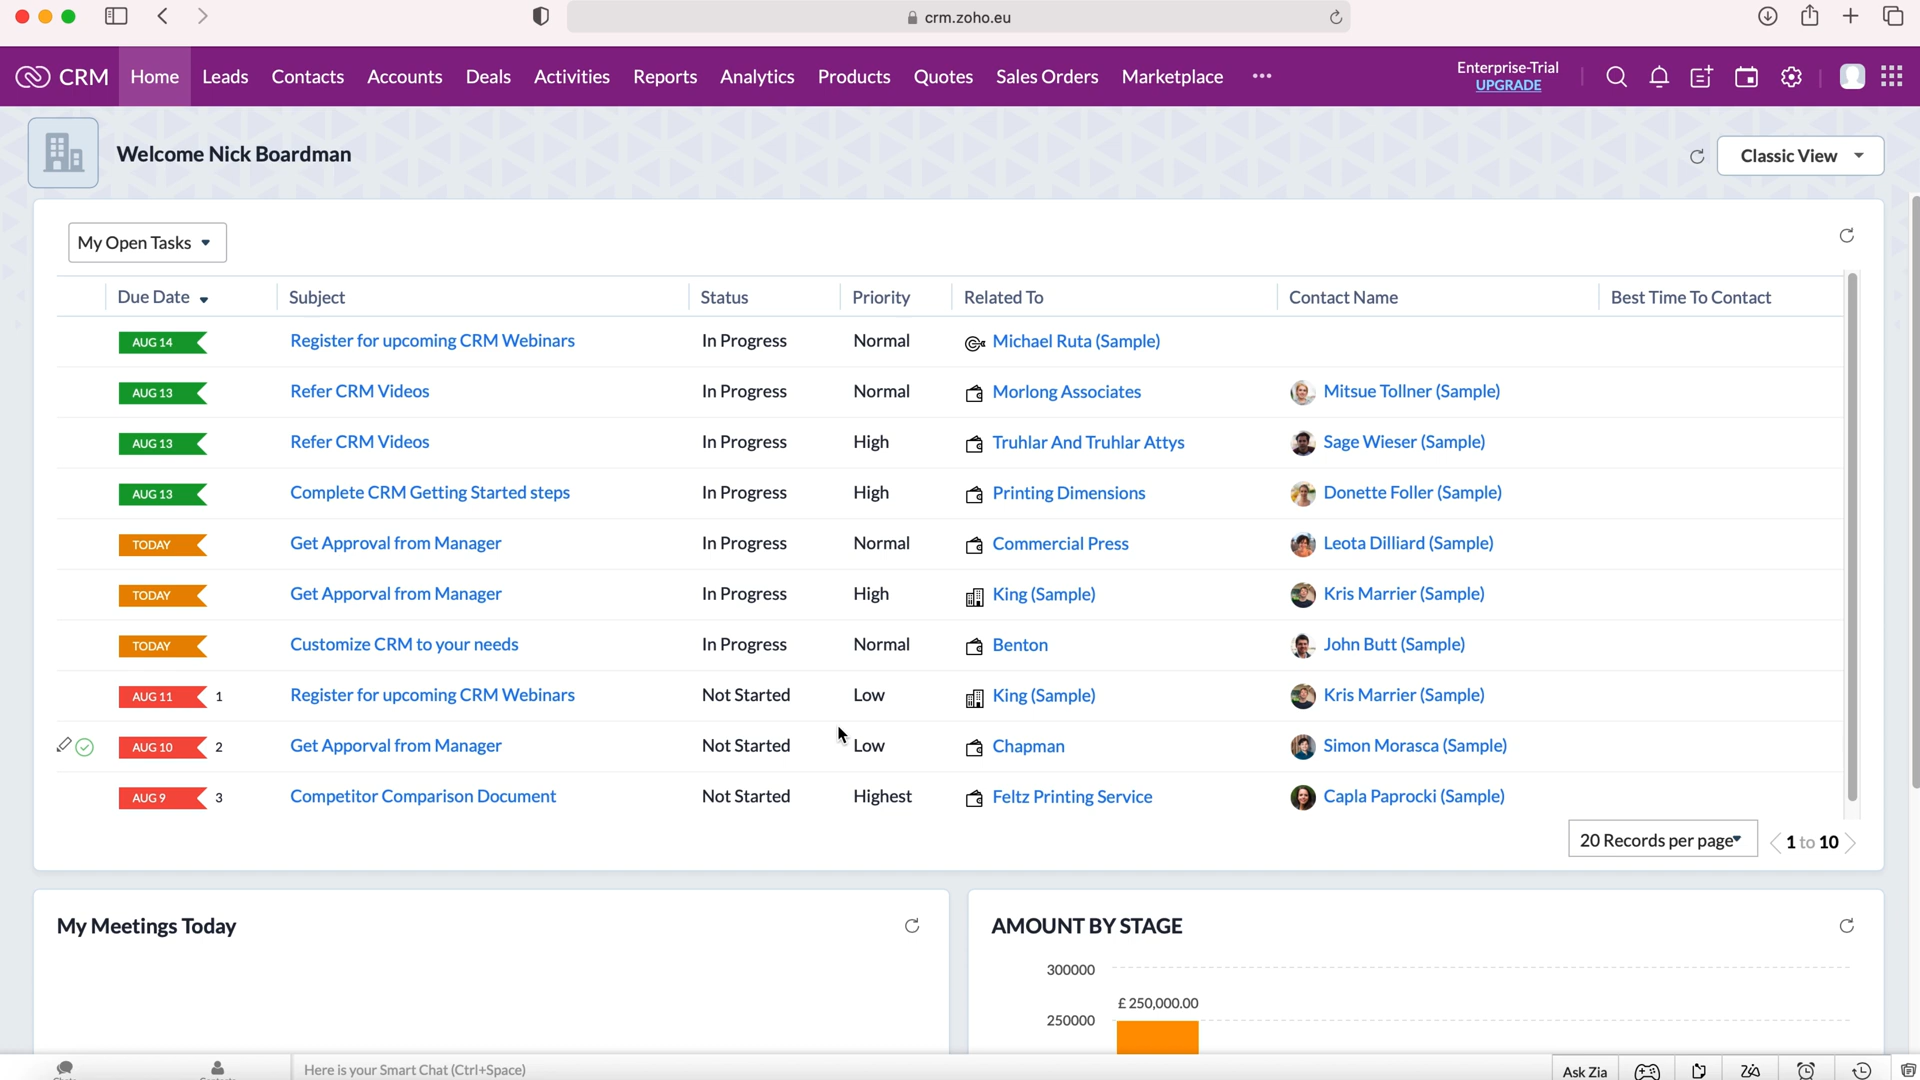 crm.zoho.eu
CRM Home Leads Contacts Accounts Deals Activities Reports Analytics Products Quotes Sales Orders Marketplace ••• Enterprise-Trial
UPGRADE
Welcome Nick Boardman
Classic View
My Open Tasks
Due Date Subject Status Priority Related To Contact Name Best Time To Contact
AUG 14 Register for upcoming CRM Webinars In Progress Normal Michael Ruta (Sample)
AUG 13 Refer CRM Videos In Progress Normal Morlong Associates Mitsue Tollner (Sample)
AUG 13 Refer CRM Videos In Progress High Truhlar And Truhlar Attys Sage Wieser (Sample)
AUG 13 Complete CRM Getting Started steps In Progress High Printing Dimensions Donette Foller (Sample)
TODAY Get Approval from Manager In Progress Normal Commercial Press Leota Dilliard (Sample)
TODAY Get Apporval from Manager In Progress High King (Sample) Kris Marrier (Sample)
TODAY Customize CRM to your needs In Progress Normal Benton John Butt (Sample)
AUG 11 1 Register for upcoming CRM Webinars Not Started Low King (Sample) Kris Marrier (Sample)
AUG 10 2 Get Apporval from Manager Not Started Low Chapman Simon Morasca (Sample)
AUG 9 3 Competitor Comparison Document Not Started Highest Feltz Printing Service Capla Paprocki (Sample)
20 Records per page 1 to 10
My Meetings Today
AMOUNT BY STAGE
300000
£ 250,000.00
250000
Here is your Smart Chat (Ctrl+Space)
Ask Zia